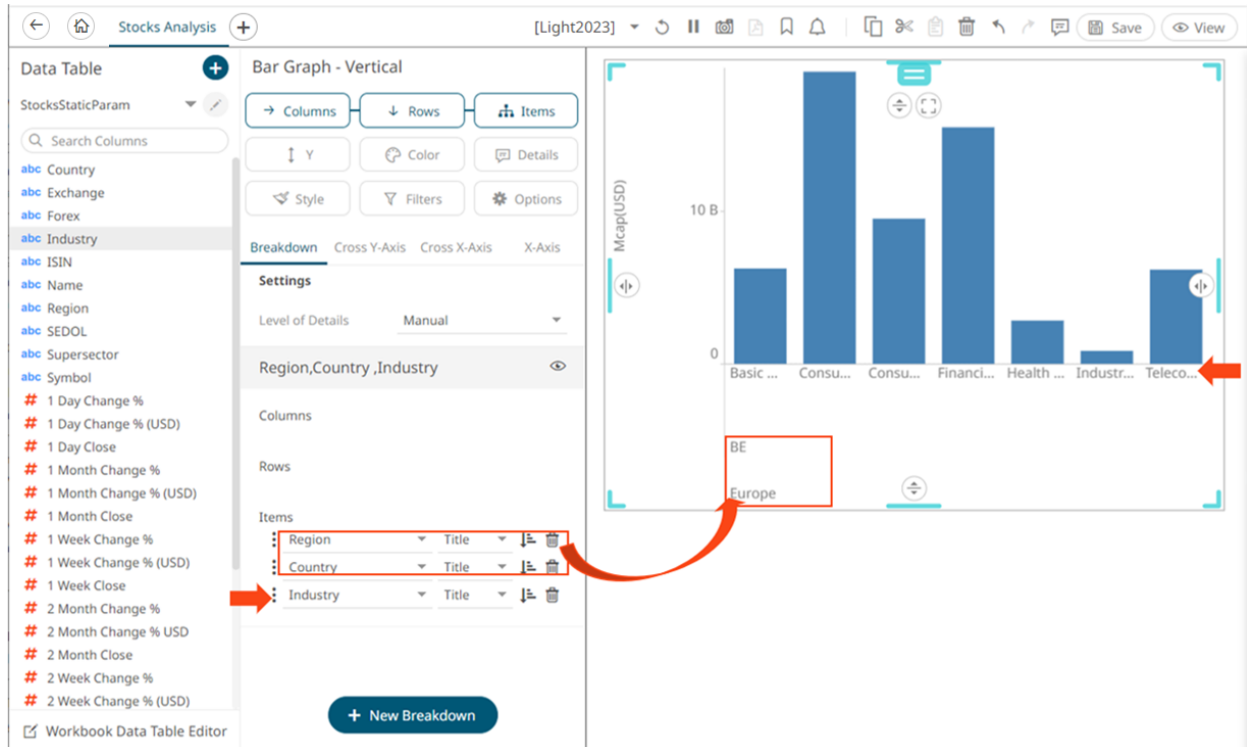 Stocks Analysis
[Light2023]
Save
View
Data Table
StocksStaticParam
Search Columns
abc Country
abc Exchange
abc Forex
abc Industry
abc ISIN
abc Name
abc Region
abc SEDOL
abc Supersector
abc Symbol
# 1 Day Change %
# 1 Day Change % (USD)
# 1 Day Close
# 1 Month Change %
# 1 Month Change % (USD)
# 1 Month Close
# 1 Week Change %
# 1 Week Change % (USD)
# 1 Week Close
# 2 Month Change %
# 2 Month Change % USD
# 2 Month Close
# 2 Week Change %
# 2 Week Change % (USD)
Workbook Data Table Editor
Bar Graph - Vertical
Columns
Rows
Items
Y
Color
Details
Style
Filters
Options
Breakdown
Cross Y-Axis
Cross X-Axis
X-Axis
Settings
Level of Details Manual
Region,Country ,Industry
Columns
Rows
Items
Region Title
Country Title
Industry Title
+ New Breakdown
Mcap(USD)
10 B
0
Basic ... Consu... Consu... Financi... Health ... Industr... Teleco...
BE
Europe